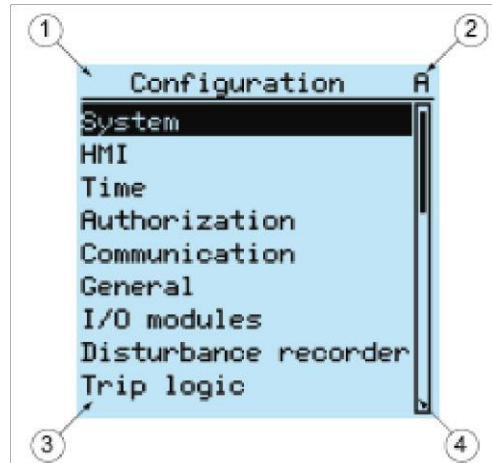 1
2
Configuration A
System
HMI
Time
Authorization
Communication
General
I/O modules
Disturbance recorder
Trip logic
3
4